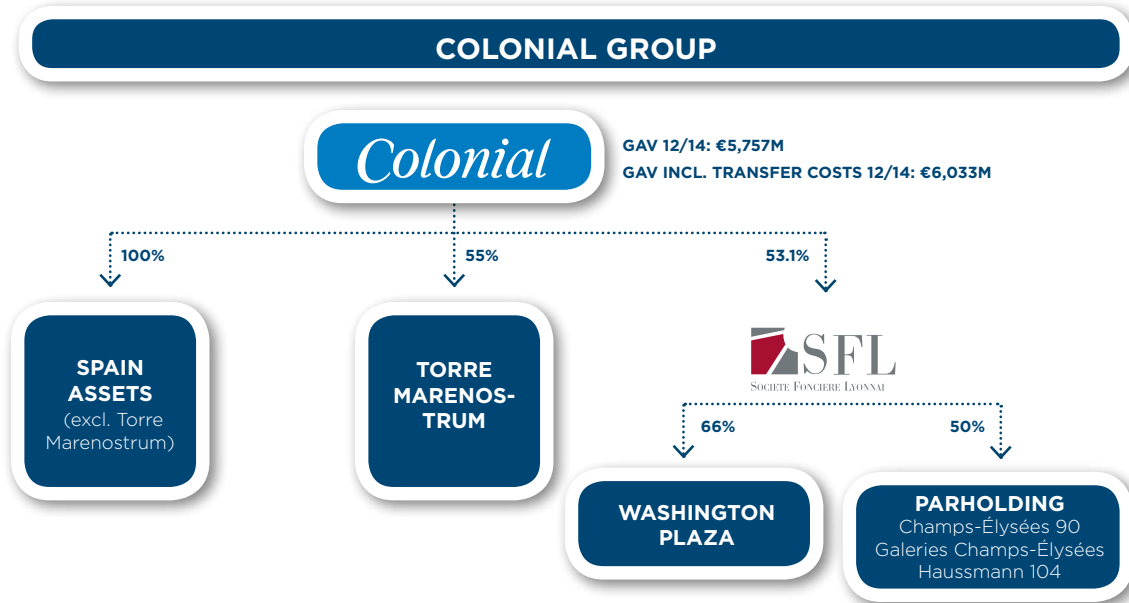 COLONIAL GROUP
Colonial
GAV 12/14: €5,757M
GAV INCL. TRANSFER COSTS 12/14: €6,033M
100%
55%
53.1%
SPAIN
ASSETS
(excl. Torre
Marenostrum)
TORRE
MARENOS-
TRUM
SFL
SOCIETE FONCIERE LYONNAI
66%
50%
WASHINGTON
PLAZA
PARHOLDING
Champs-Élysées 90
Galeries Champs-Élysées
Haussmann 104